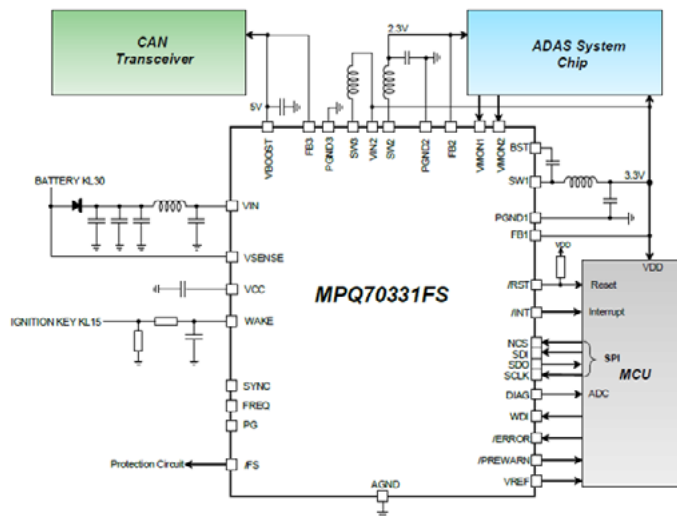 CAN
Transceiver
ADAS System
Chip
2.3V
5V
VBOOST
FB3
PGND3
SW3
VIN2
SW2
PGND2
FB2
VMON1
VMON2
BST
SW1
3.3V
PGND1
FB1
BATTERY KL30
VIN
VSENSE
VCC
IGNITION KEY KL15
WAKE
SYNC
FREQ
PG
Protection Circuit
/FS
MPQ70331FS
AGND
VDD
VDD
/RST
Reset
/INT
Interrupt
NCS
SDI
SDO
SCLK
SPI
MCU
DIAG
ADC
WDI
/ERROR
/PREWARN
VREF